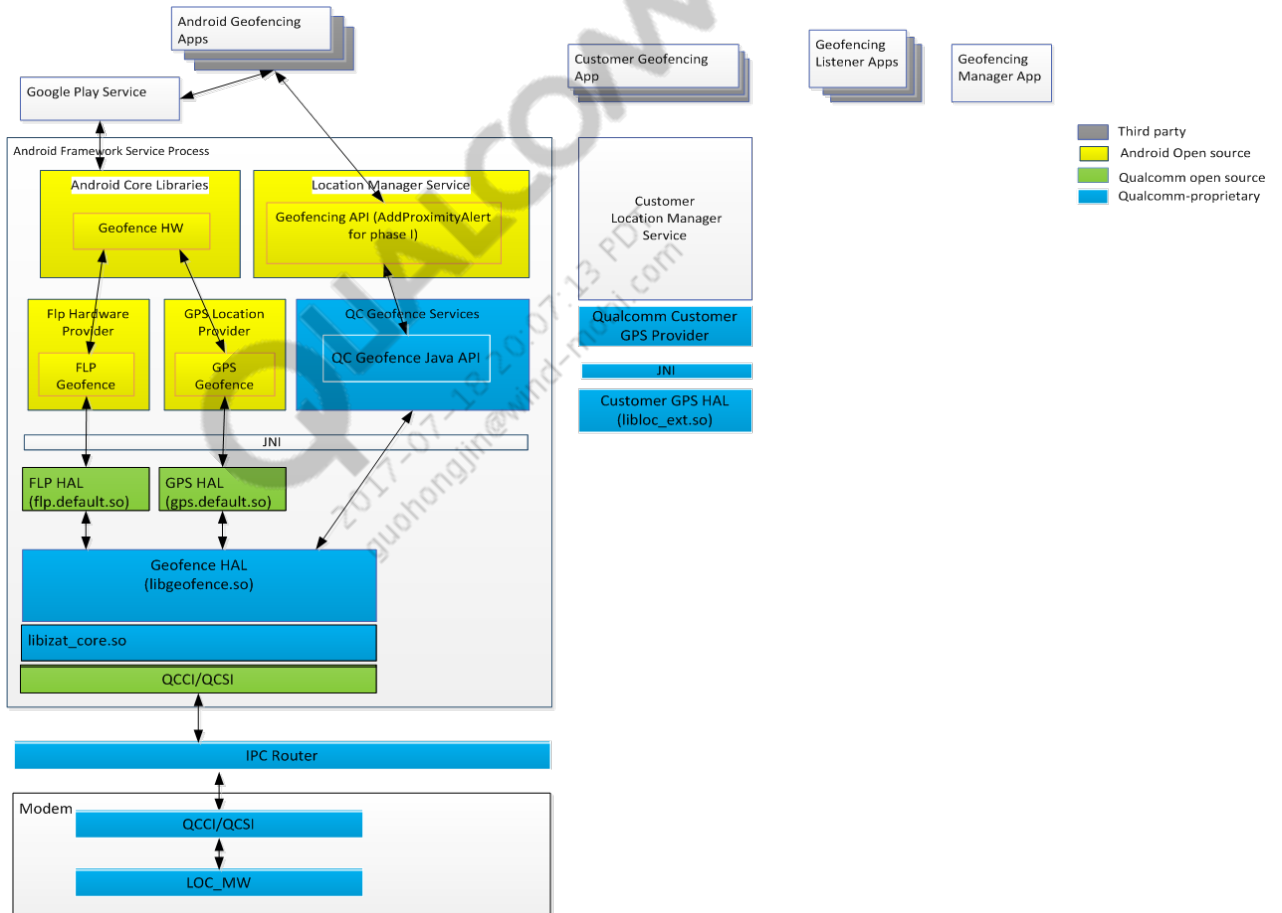 Android Geofencing
Apps
Customer Geofencing
App
Geofencing
Listener Apps
Geofencing
Manager App
Google Play Service
Third party
Android Open source
Qualcomm open source
Qualcomm-proprietary
Android Framework Service Process
Android Core Libraries
Geofence HW
Location Manager Service
Geofencing API (AddProximityAlert
for phase I)
Customer
Location Manager
Service
Flp Hardware
Provider
FLP
Geofence
GPS Location
Provider
GPS
Geofence
QC Geofence Services
QC Geofence Java API
Qualcomm Customer
GPS Provider
JNI
Customer GPS HAL
(libloc_ext.so)
JNI
FLP HAL
(flp.default.so)
GPS HAL
(gps.default.so)
Geofence HAL
(libgeofence.so)
libizat_core.so
QCCI/QCSI
IPC Router
Modem
QCCI/QCSI
LOC_MW
QUALCOMM
2017-07-18 20:07:13 PDT
guohongjin@wind-mobi.com